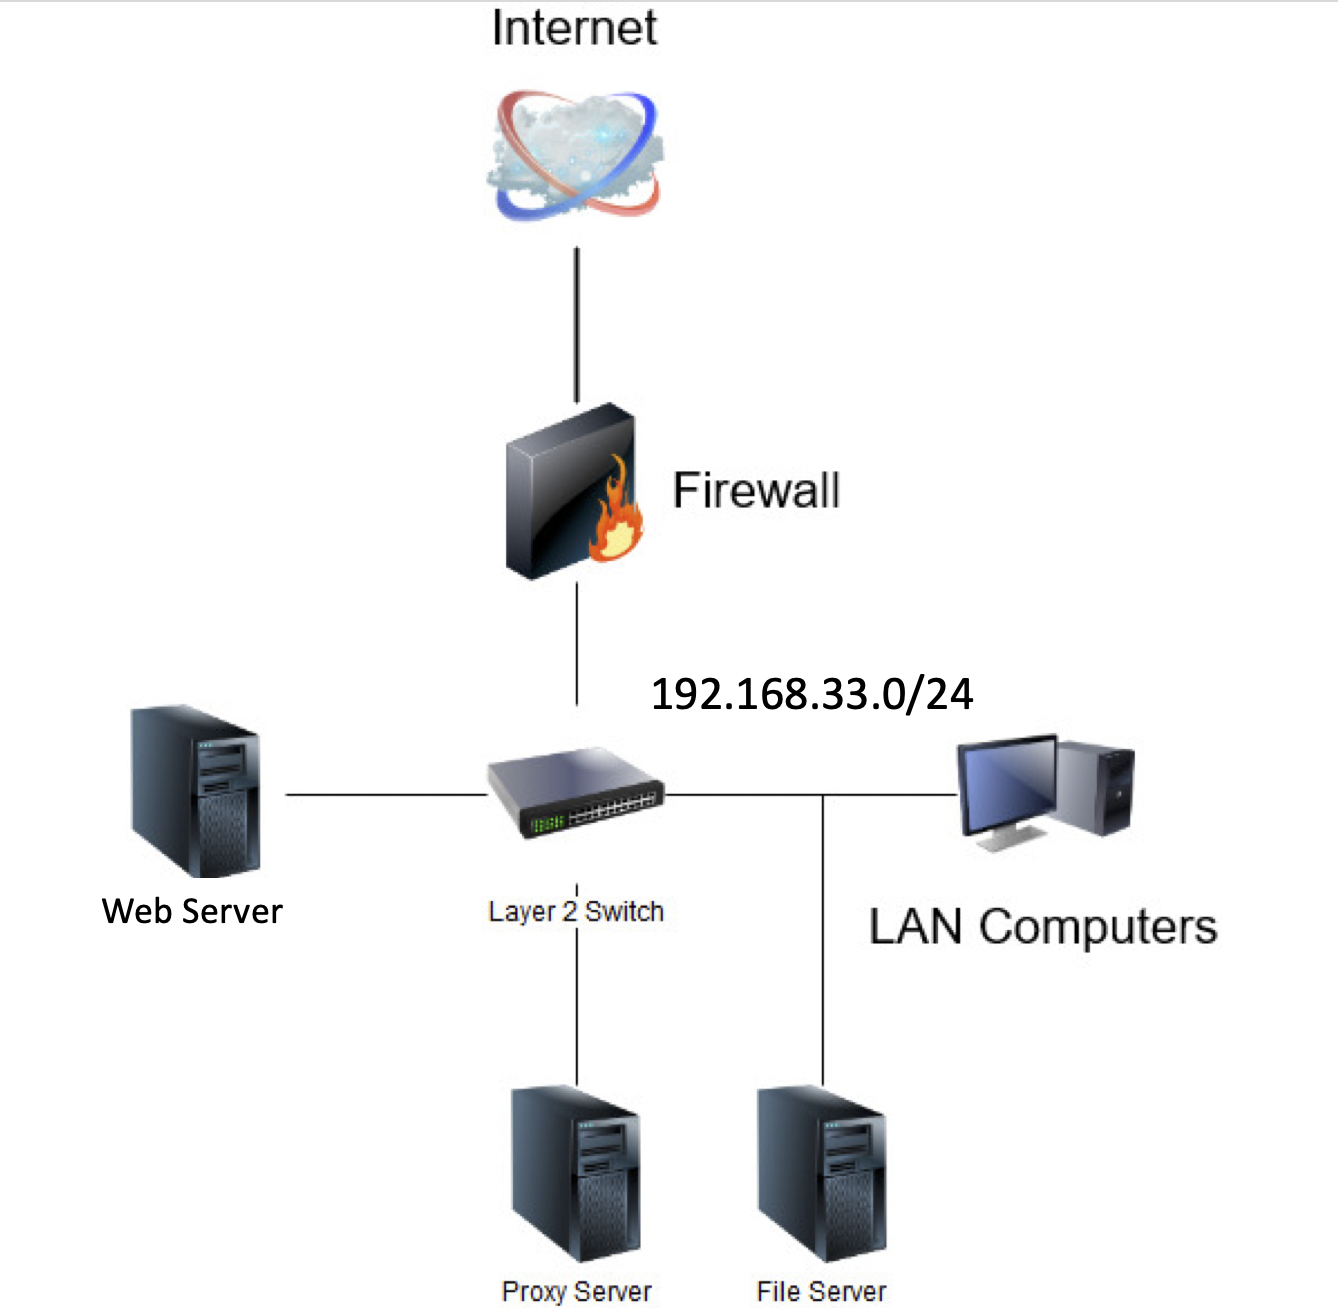 Internet
Firewall
192.168.33.0/24
Web Server
Layer 2 Switch
LAN Computers
Proxy Server
File Server